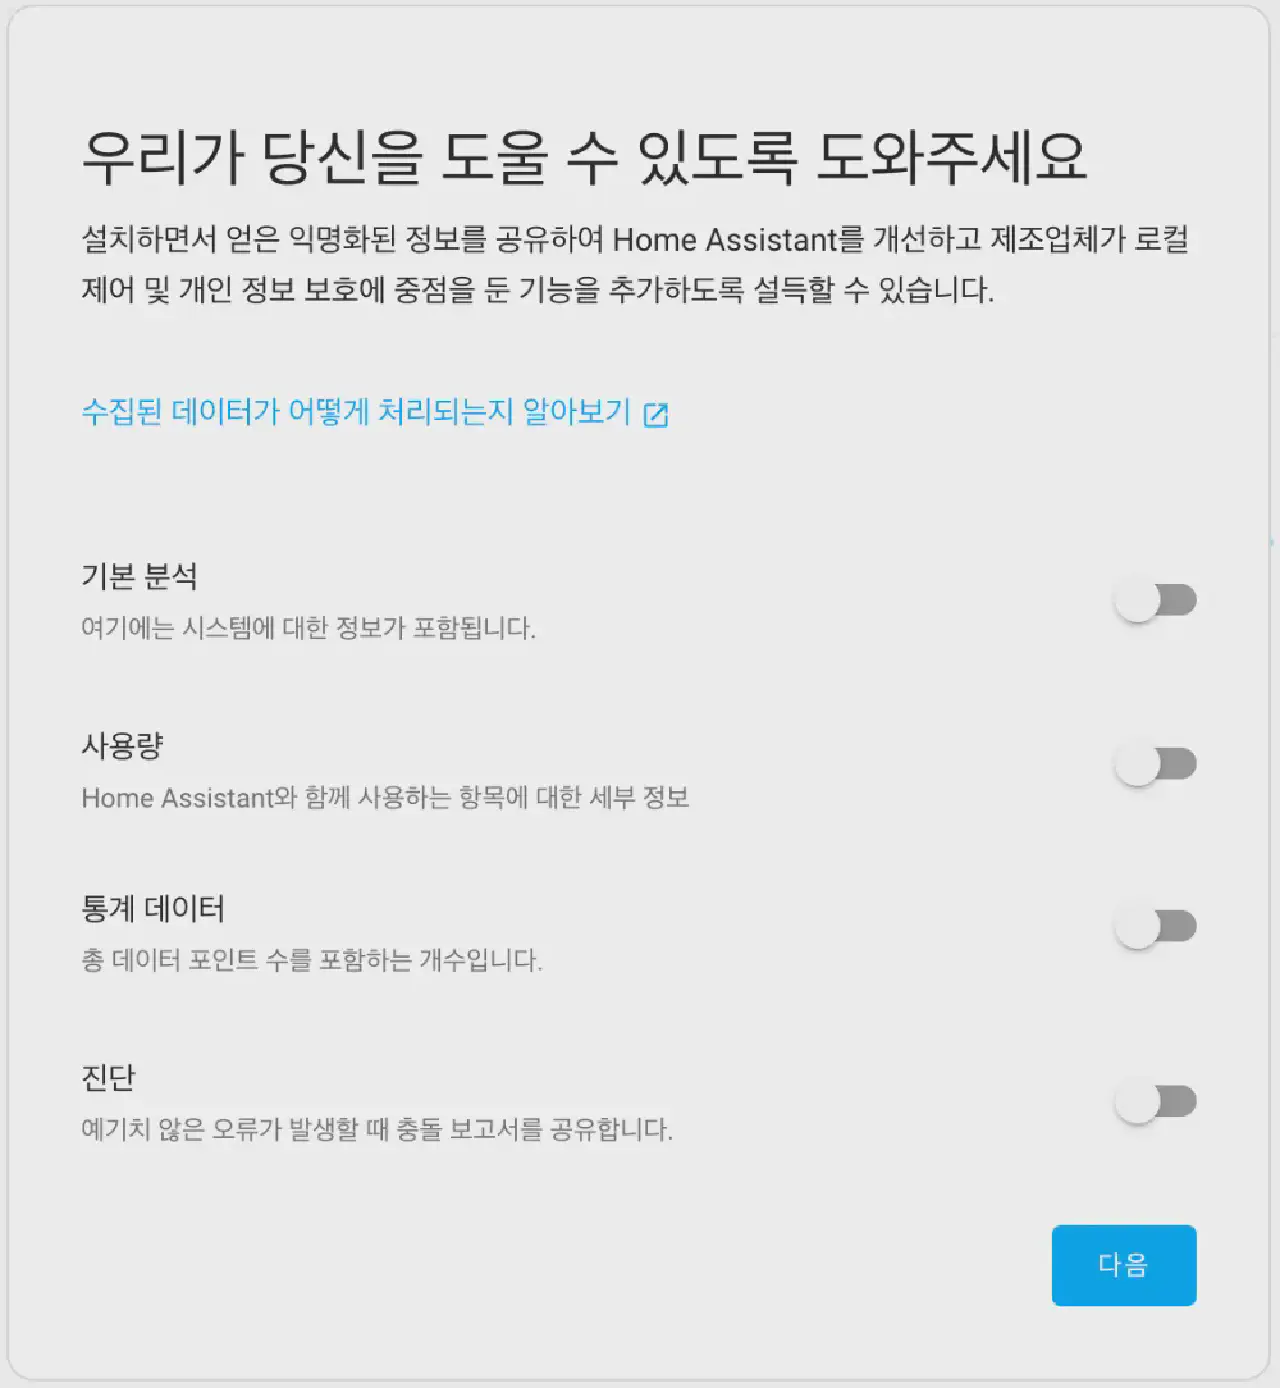 우리가 당신을 도울 수 있도록 도와주세요
설치하면서 얻은 익명화된 정보를 공유하여 Home Assistant를 개선하고 제조업체가 로컬
제어 및 개인 정보 보호에 중점을 둔 기능을 추가하도록 설득할 수 있습니다.
수집된 데이터가 어떻게 처리되는지 알아보기
기본 분석
여기에는 시스템에 대한 정보가 포함됩니다.
사용량
Home Assistant와 함께 사용하는 항목에 대한 세부 정보
통계 데이터
총 데이터 포인트 수를 포함하는 개수입니다.
진단
예기치 않은 오류가 발생할 때 충돌 보고서를 공유합니다.
다음